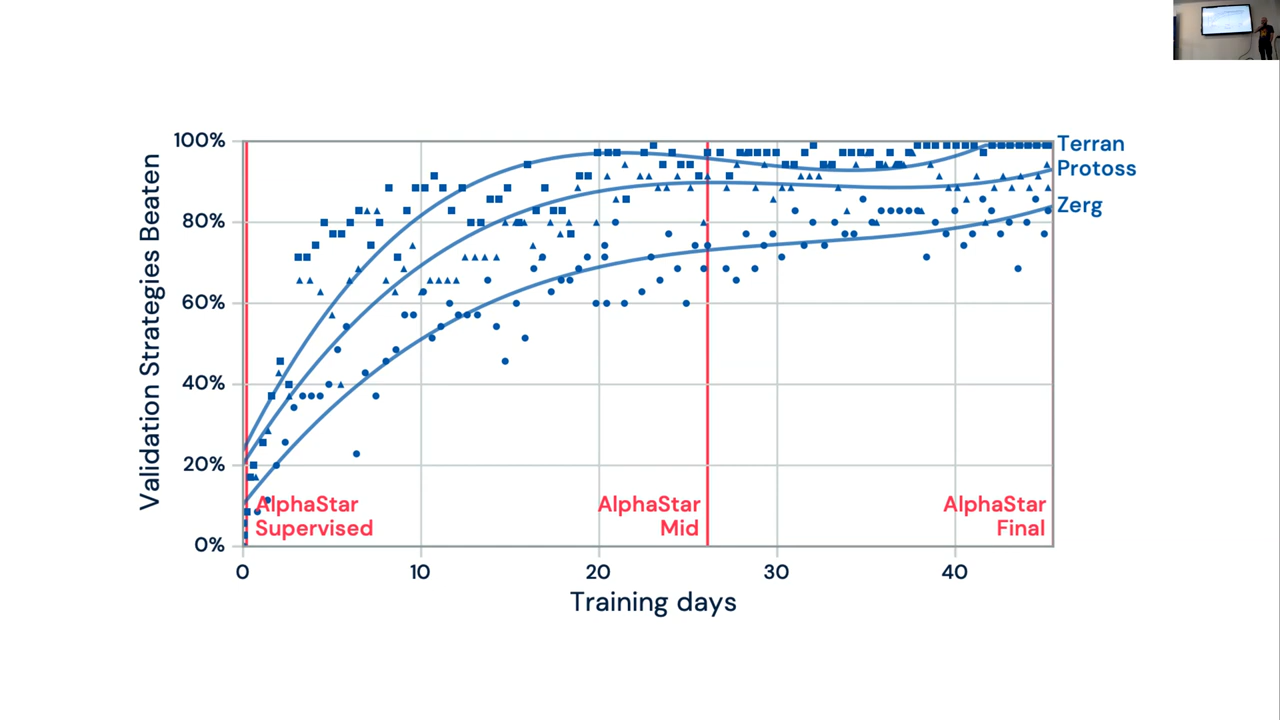 100%
80%
60%
40%
20%
0%
Validation Strategies Beaten
Terran
Protoss
Zerg
AlphaStar
Supervised
AlphaStar
Mid
AlphaStar
Final
0
10
20
30
40
Training days